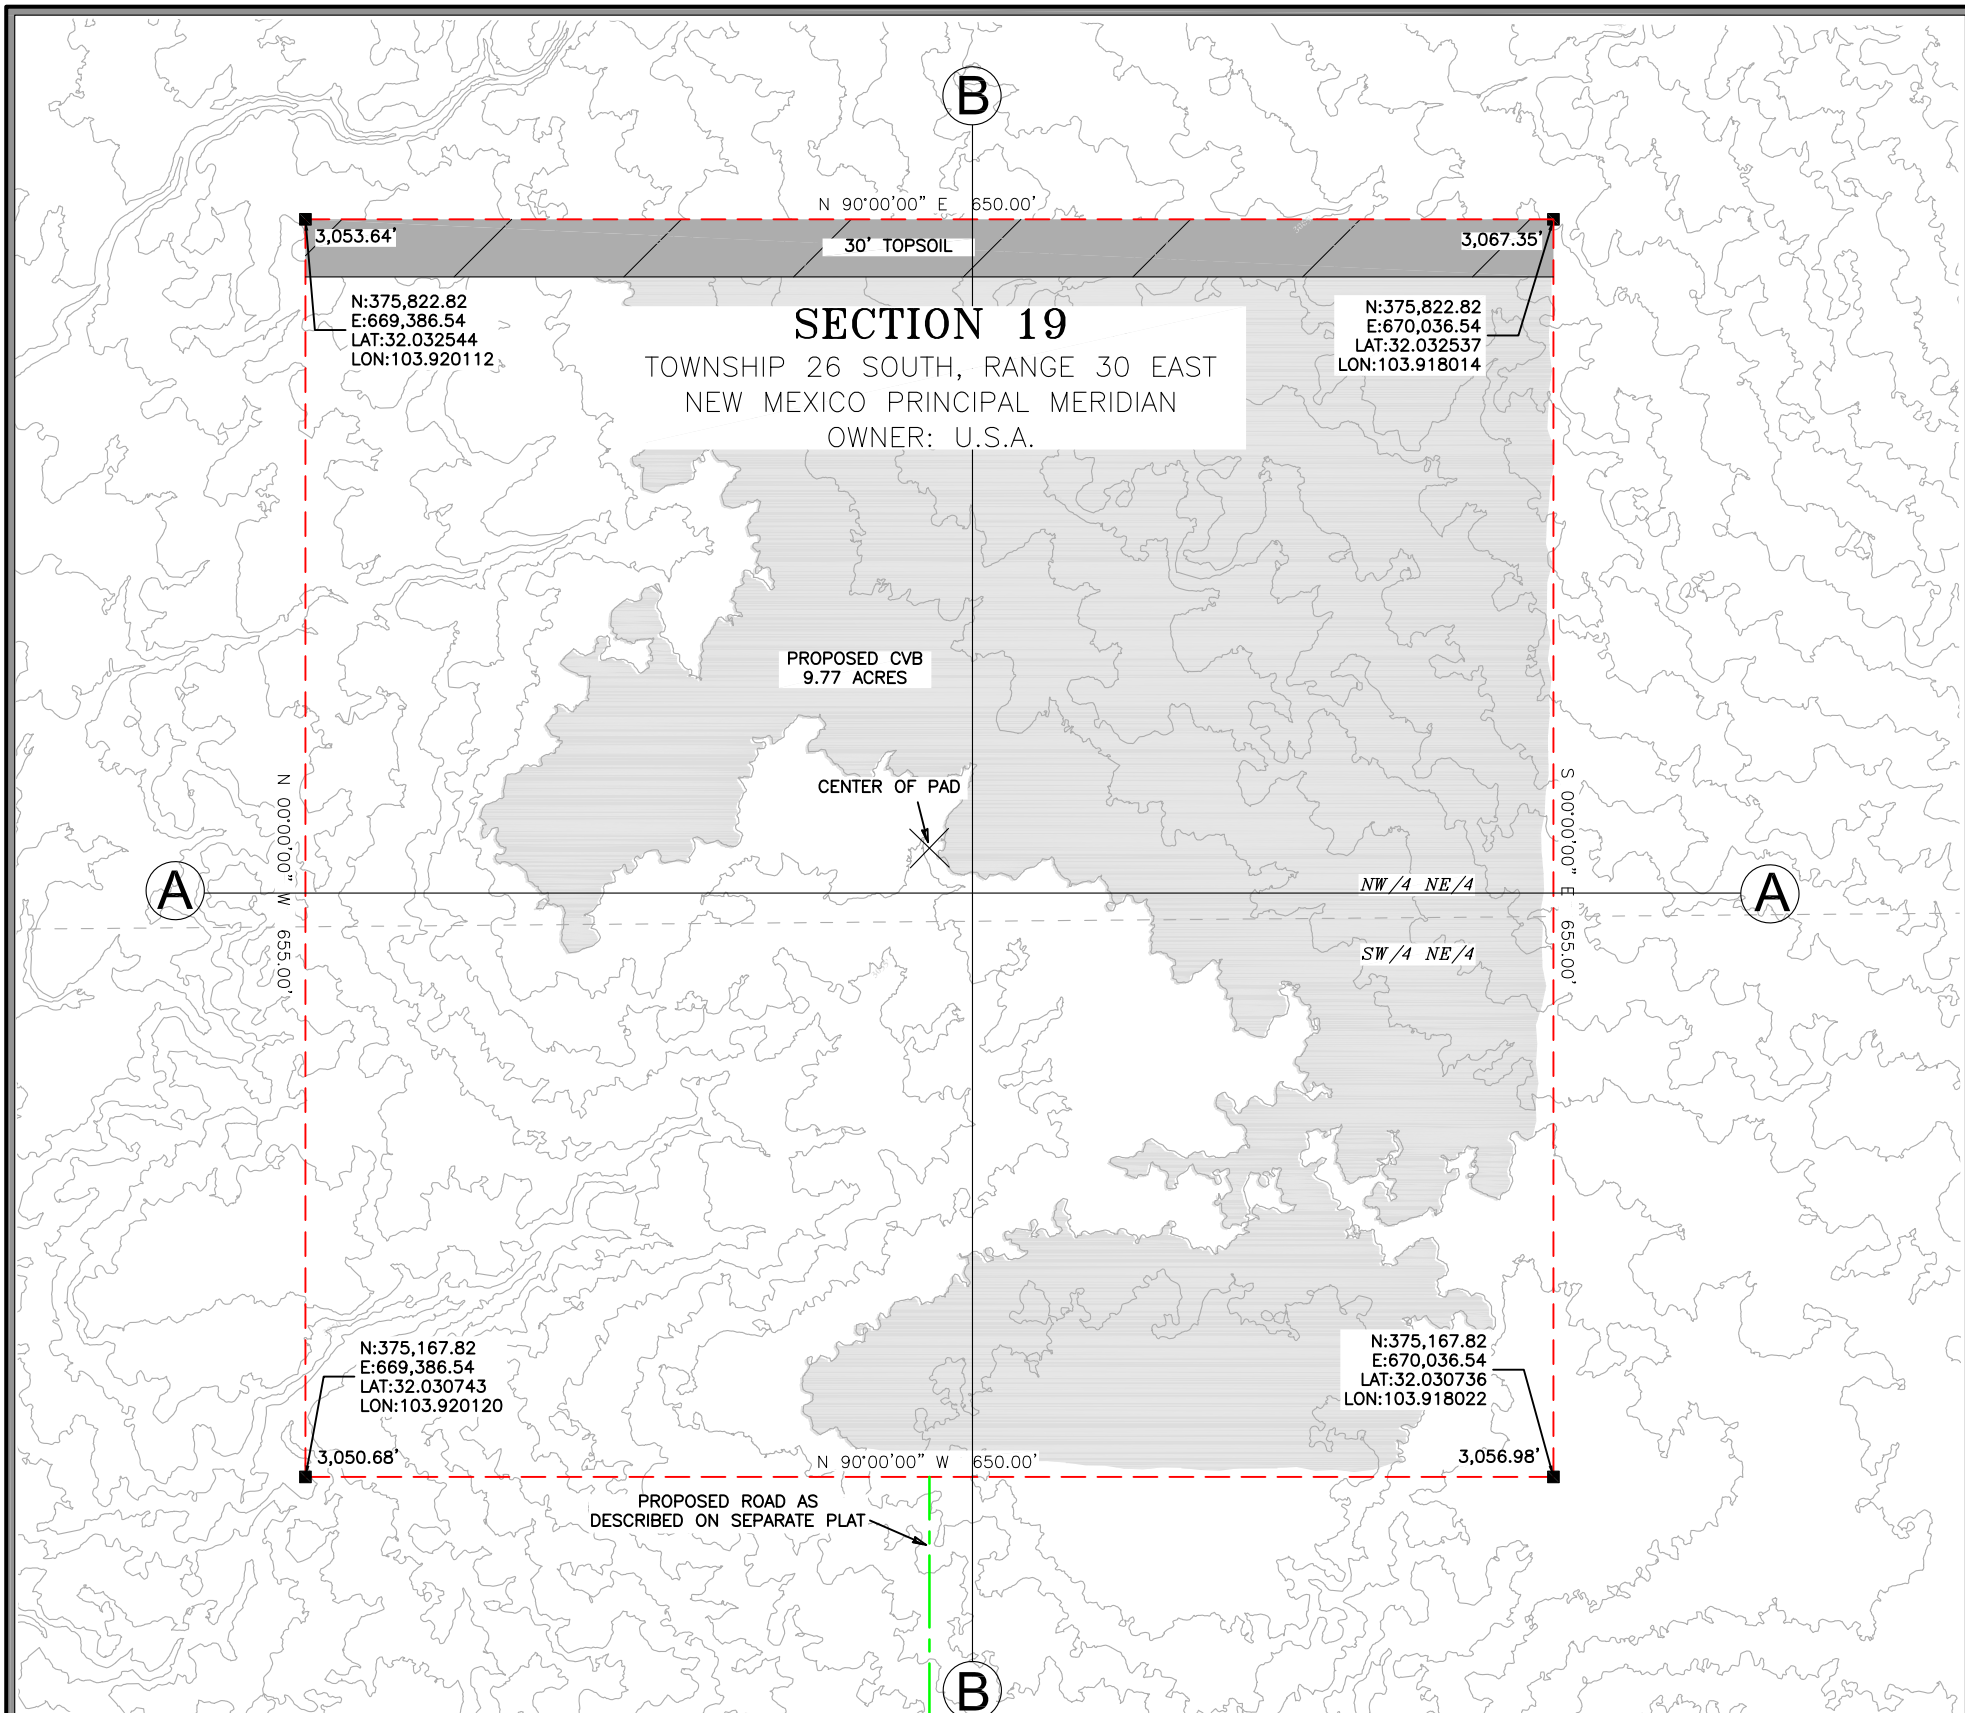 B
N 90°00'00" E 650.00'
3,053.64'
30' TOPSOIL
3,067.35'
N:375,822.82
E:669,386.54
LAT:32.032544
LON:103.920112
N:375,822.82
E:670,036.54
LAT:32.032537
LON:103.918014
SECTION 19
TOWNSHIP 26 SOUTH, RANGE 30 EAST
NEW MEXICO PRINCIPAL MERIDIAN
OWNER: U.S.A.
PROPOSED CVB
9.77 ACRES
CENTER OF PAD
N 00°00'00" W 655.00'
S 00°00'00" E 655.00'
A
NW/4 NE/4
A
SW/4 NE/4
N:375,167.82
E:669,386.54
LAT:32.030743
LON:103.920120
N:375,167.82
E:670,036.54
LAT:32.030736
LON:103.918022
3,050.68'
N 90°00'00" W 650.00'
3,056.98'
PROPOSED ROAD AS
DESCRIBED ON SEPARATE PLAT
B